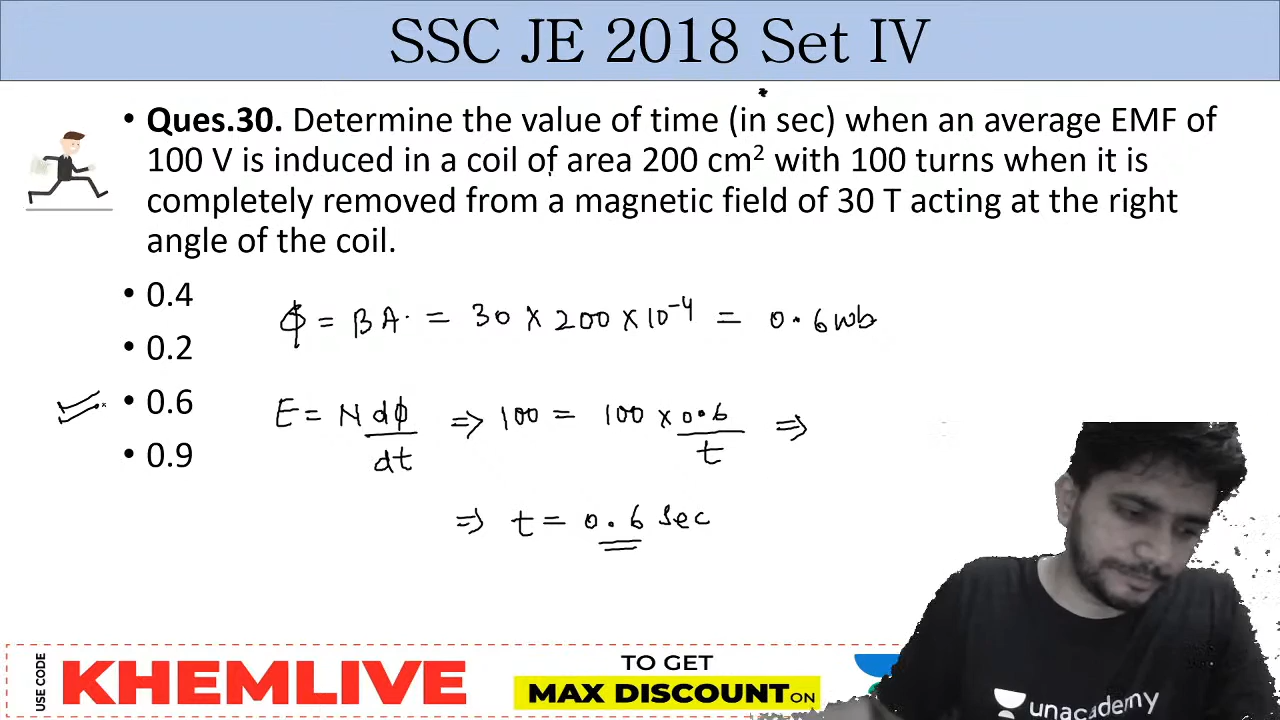 SSC JE 2018 Set IV
• Ques.30. Determine the value of time (in sec) when an average EMF of
100 V is induced in a coil of area 200 cm² with 100 turns when it is
completely removed from a magnetic field of 30 T acting at the right
angle of the coil.
• 0.4
ϕ = BA = 30 × 200 × 10⁻⁴ = 0.6 wb
• 0.2
• 0.6
E = N dϕ/dt ⇒ 100 = 100 × 0.6/t ⇒
• 0.9
⇒ t = 0.6 sec
USE CODE
KHEMLIVE
TO GET
MAX DISCOUNT ON
unacademy